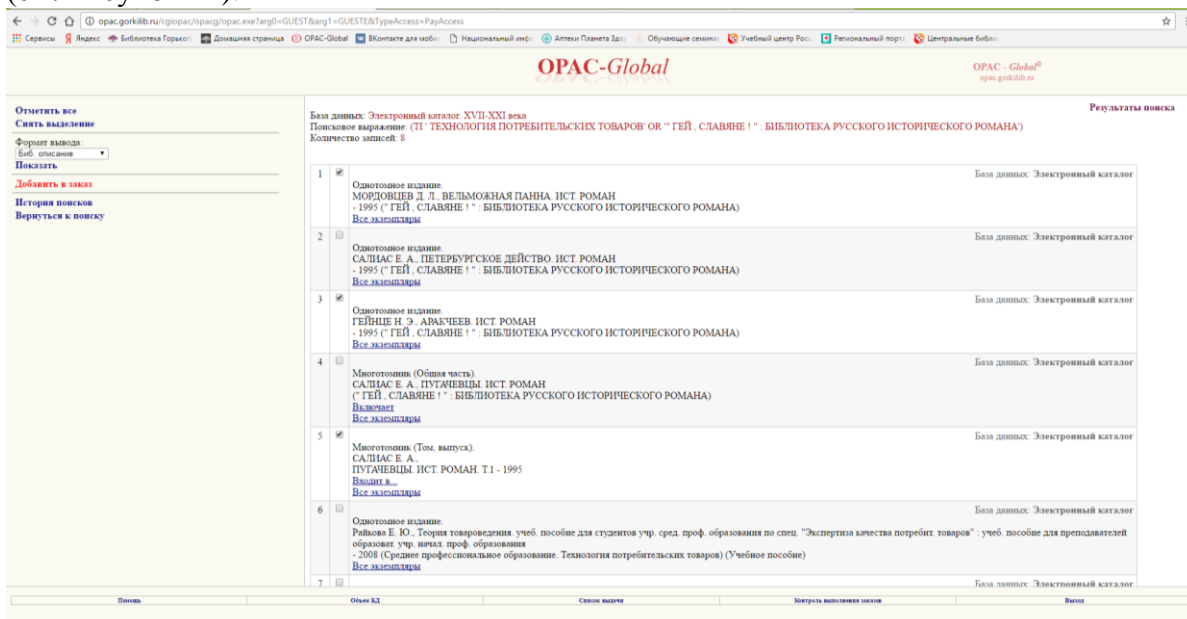 opac.gorkilib.ru/cgiopac/opacg/opac.exe?arg0=GUEST&arg1=GUESTE&TypeAccess=PayAccess
Сервисы Яндекс Библиотека Горько Домашняя страница OPAC-Global ВКонтакте для моби Национальный инфо Аптеки Планета Здор Обучающие семина Учебный центр Росс Региональный порта Центральные библи
OPAC-Global
OPAC - Global®
opac.gorkilib.ru
Отметить все
Снять выделение
Формат вывода:
Биб. описание
Показать
Добавить в заказ
История поисков
Вернуться к поиску
Результаты поиска
База данных: Электронный каталог. XVII-XXI века
Поисковое выражение: (TI ' ТЕХНОЛОГИЯ ПОТРЕБИТЕЛЬСКИХ ТОВАРОВ' OR '" ГЕЙ , СЛАВЯНЕ ! " : БИБЛИОТЕКА РУССКОГО ИСТОРИЧЕСКОГО РОМАНА')
Количество записей: 8
1 База данных: Электронный каталог
Однотомное издание.
МОРДОВЦЕВ Д. Л., ВЕЛЬМОЖНАЯ ПАННА. ИСТ. РОМАН
- 1995 (" ГЕЙ , СЛАВЯНЕ ! " : БИБЛИОТЕКА РУССКОГО ИСТОРИЧЕСКОГО РОМАНА)
Все экземпляры
2 База данных: Электронный каталог
Однотомное издание.
САЛИАС Е. А., ПЕТЕРБУРГСКОЕ ДЕЙСТВО. ИСТ. РОМАН
- 1995 (" ГЕЙ , СЛАВЯНЕ ! " : БИБЛИОТЕКА РУССКОГО ИСТОРИЧЕСКОГО РОМАНА)
Все экземпляры
3 База данных: Электронный каталог
Однотомное издание.
ГЕЙНЦЕ Н. Э., АРАКЧЕЕВ. ИСТ. РОМАН
- 1995 (" ГЕЙ , СЛАВЯНЕ ! " : БИБЛИОТЕКА РУССКОГО ИСТОРИЧЕСКОГО РОМАНА)
Все экземпляры
4 База данных: Электронный каталог
Многотомник (Общая часть).
САЛИАС Е. А., ПУГАЧЕВЦЫ. ИСТ. РОМАН
(" ГЕЙ , СЛАВЯНЕ ! " : БИБЛИОТЕКА РУССКОГО ИСТОРИЧЕСКОГО РОМАНА)
Включает
Все экземпляры
5 База данных: Электронный каталог
Многотомник (Том, выпуск).
САЛИАС Е. А.,
ПУГАЧЕВЦЫ. ИСТ. РОМАН. Т.1 - 1995
Входит в...
Все экземпляры
6 База данных: Электронный каталог
Однотомное издание.
Райкова Е. Ю., Теория товароведения. учеб. пособие для студентов учр. сред. проф. образования по спец. "Экспертиза качества потребит. товаров" : учеб. пособие для преподавателей
образоват. учр. начал. проф. образования
- 2008 (Среднее профессиональное образование. Технология потребительских товаров) (Учебное пособие)
Все экземпляры
7 База данных: Электронный каталог
Помощь Объем БД Список выдачи Контроль выполнения заказов Выход